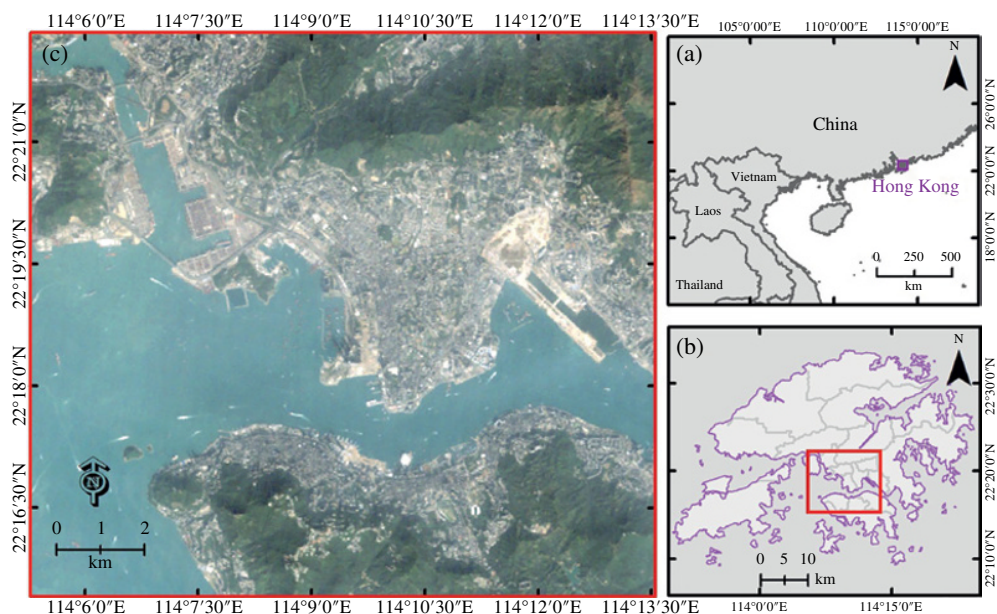 114°6′0″E 114°7′30″E 114°9′0″E 114°10′30″E 114°12′0″E 114°13′30″E
(c)
22°21′0″N
22°19′30″N
22°18′0″N
22°16′30″N
N
0 1 2
km
114°6′0″E 114°7′30″E 114°9′0″E 114°10′30″E 114°12′0″E 114°13′30″E
105°0′0″E 110°0′0″E 115°0′0″E
(a)
N
China
Vietnam
Hong Kong
Laos
Thailand
0 250 500
km
26°0′0″N
22°0′0″N
18°0′0″N
(b)
N
22°30′0″N
22°20′0″N
22°10′0″N
0 5 10
km
114°0′0″E 114°15′0″E